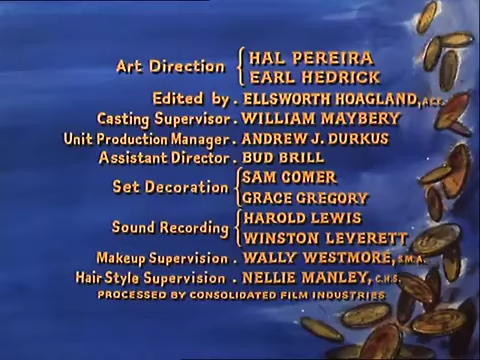 Art Direction { HAL PEREIRA
EARL HEDRICK
Edited by . ELLSWORTH HOAGLAND, A.C.E.
Casting Supervisor . WILLIAM MAYBERY
Unit Production Manager . ANDREW J. DURKUS
Assistant Director . BUD BRILL
Set Decoration { SAM COMER
GRACE GREGORY
Sound Recording { HAROLD LEWIS
WINSTON LEVERETT
Makeup Supervision . WALLY WESTMORE, S.M.A.
Hair Style Supervision . NELLIE MANLEY, C.H.S.
PROCESSED BY CONSOLIDATED FILM INDUSTRIES